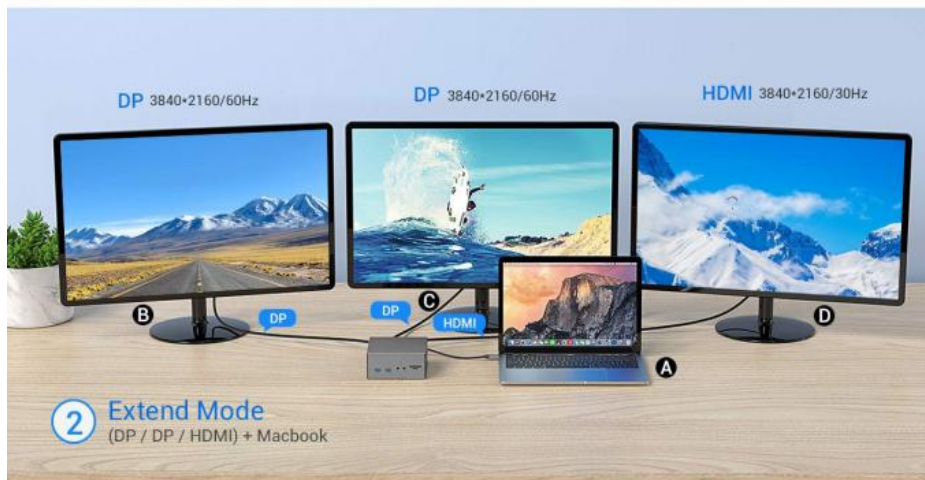 DP 3840*2160/60Hz
DP 3840*2160/60Hz
HDMI 3840*2160/30Hz
B
DP
DP
C
HDMI
D
A
2
Extend Mode
(DP / DP / HDMI) + Macbook